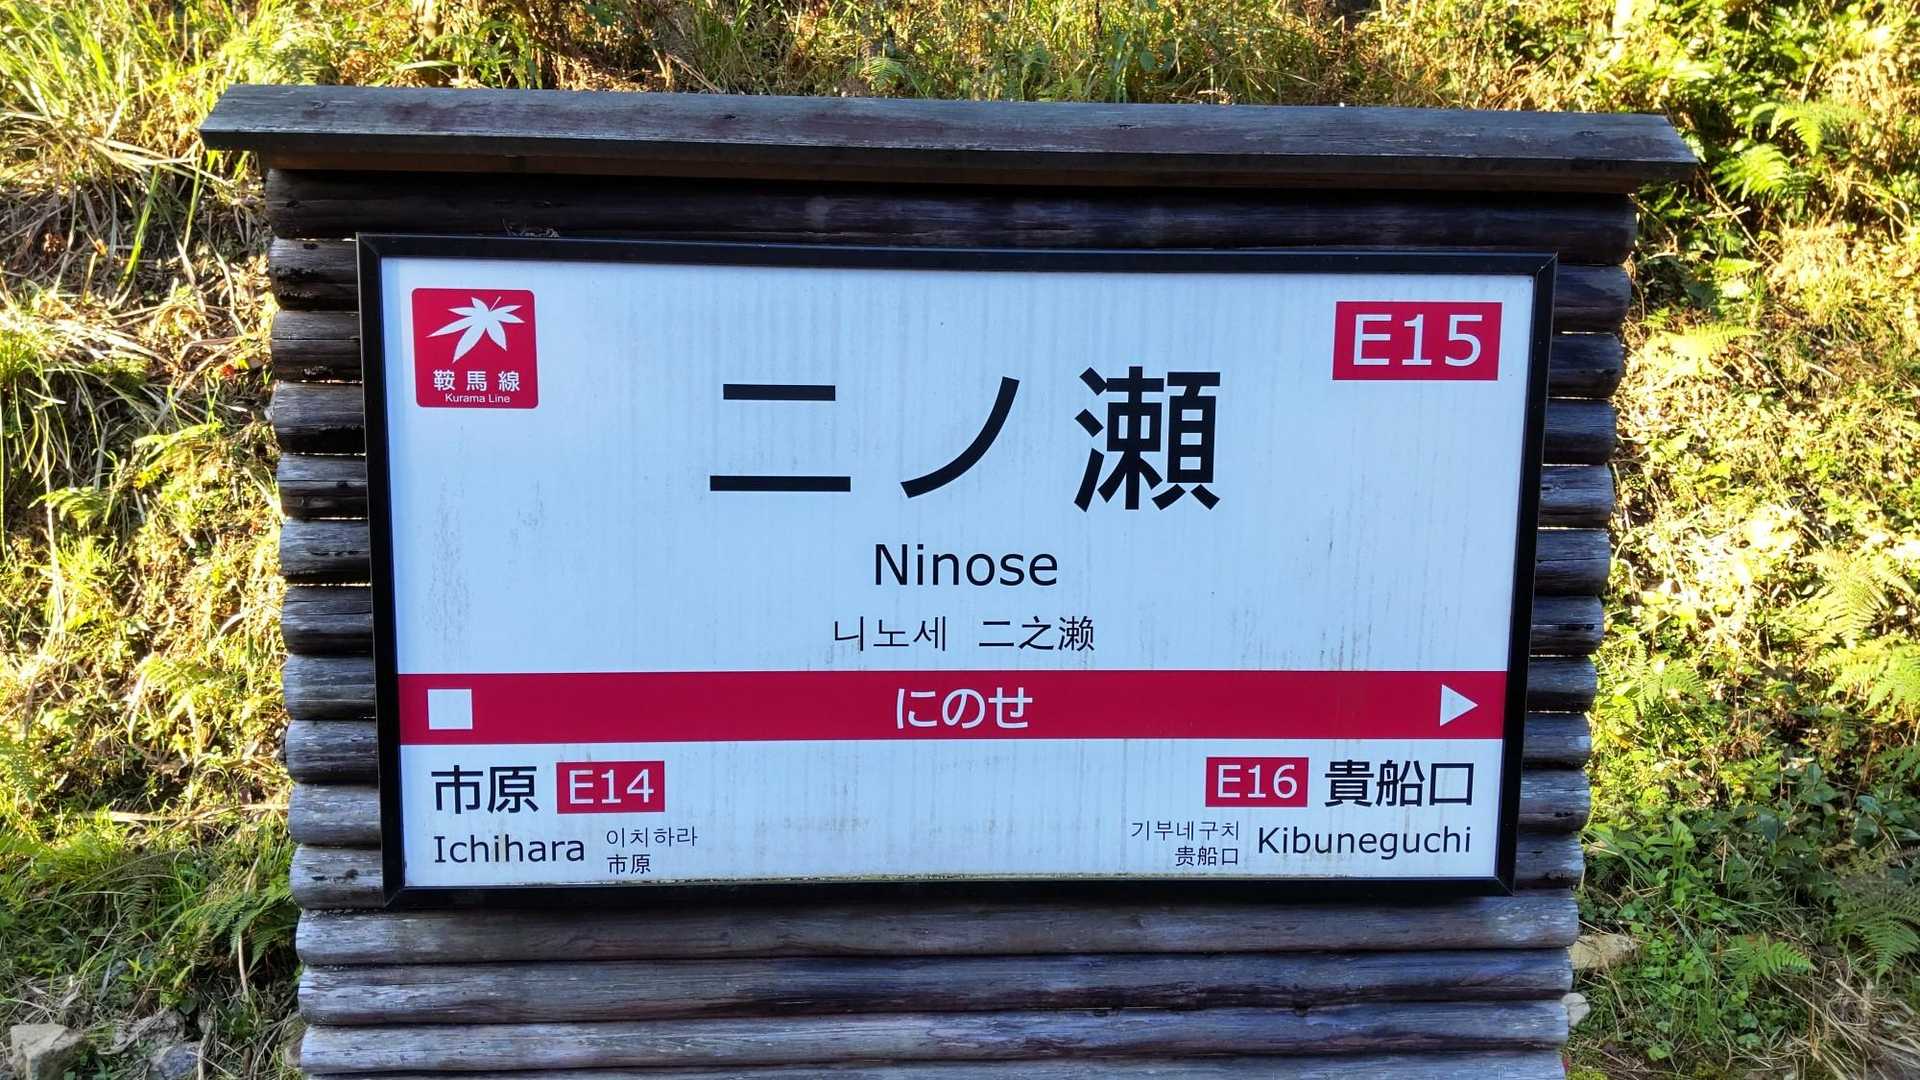 鞍馬線
Kurama Line
E15
二ノ瀬
Ninose
니노세 二之濑
にのせ
市原 E14
Ichihara 이치하라
市原
E16 貴船口
기부네구치 Kibuneguchi
贵船口